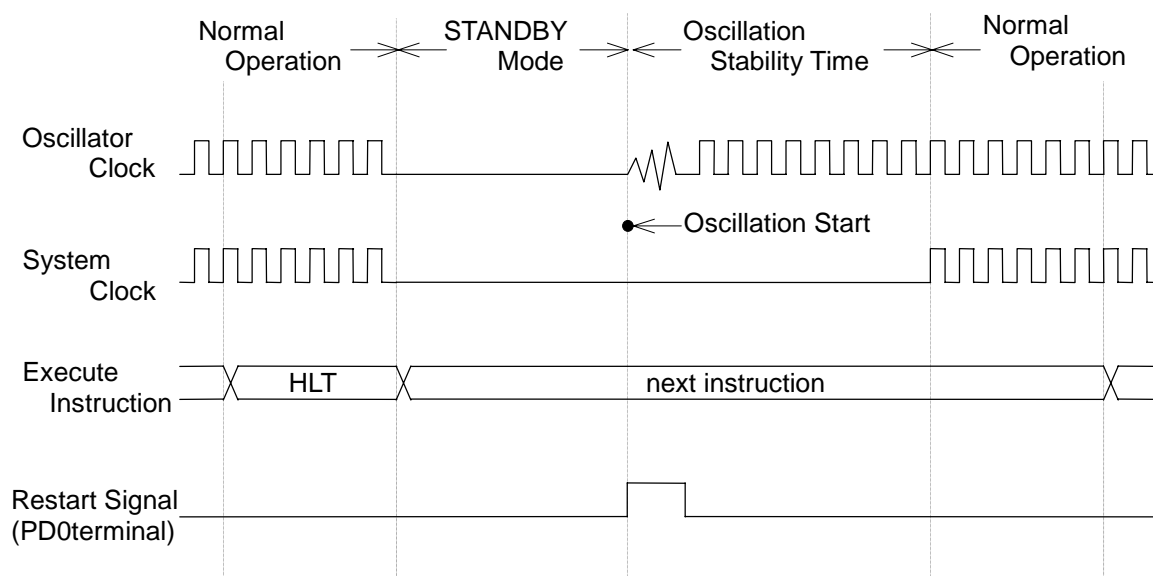 Normal
Operation
STANDBY
Mode
Oscillation
Stability Time
Normal
Operation
Oscillator
Clock
Oscillation Start
System
Clock
Execute
Instruction
HLT
next instruction
Restart Signal
(PD0terminal)